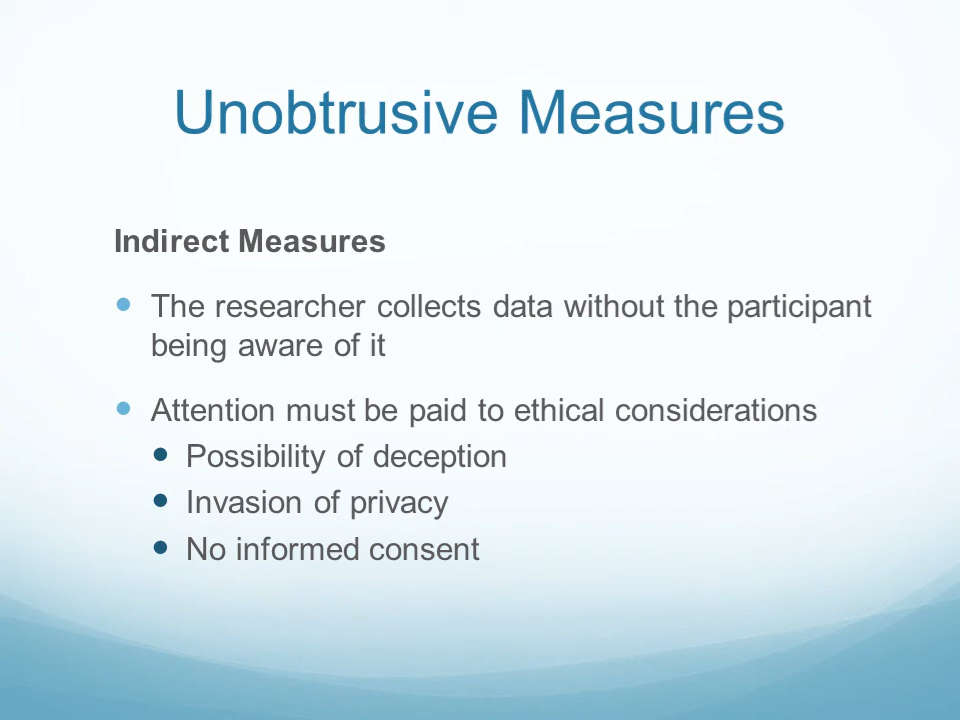 Unobtrusive Measures
Indirect Measures
The researcher collects data without the participant
being aware of it
Attention must be paid to ethical considerations
Possibility of deception
Invasion of privacy
No informed consent